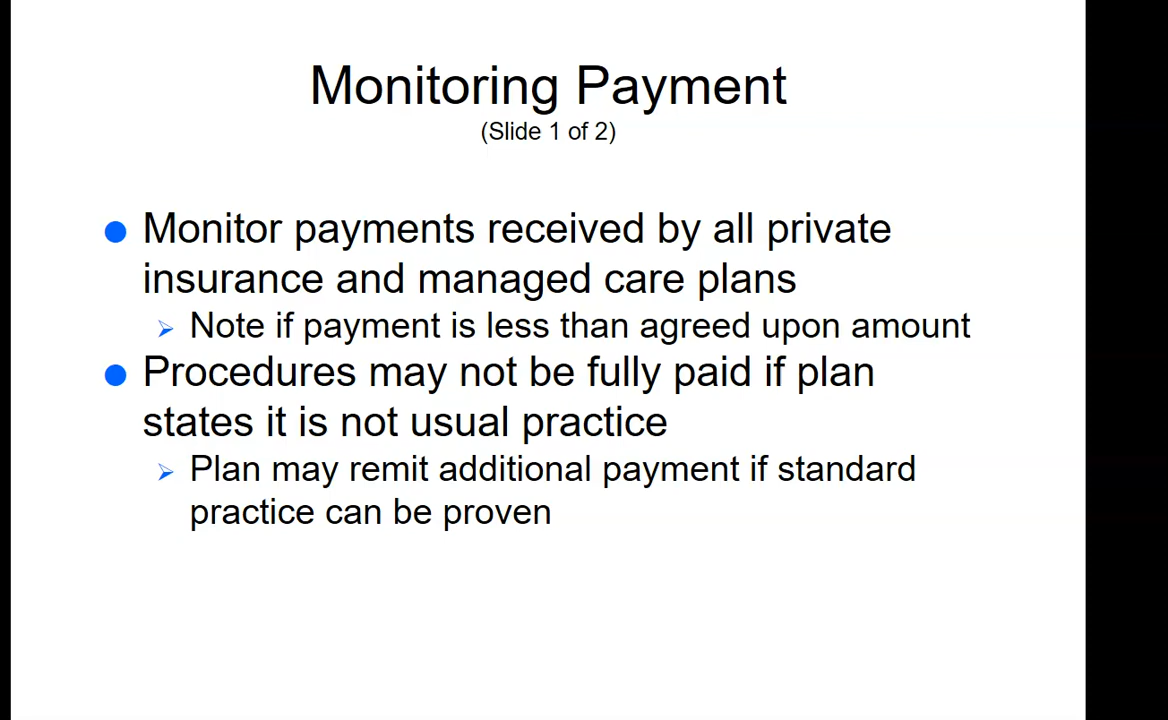 Monitoring Payment
(Slide 1 of 2)
Monitor payments received by all private
insurance and managed care plans
Note if payment is less than agreed upon amount
Procedures may not be fully paid if plan
states it is not usual practice
Plan may remit additional payment if standard
practice can be proven